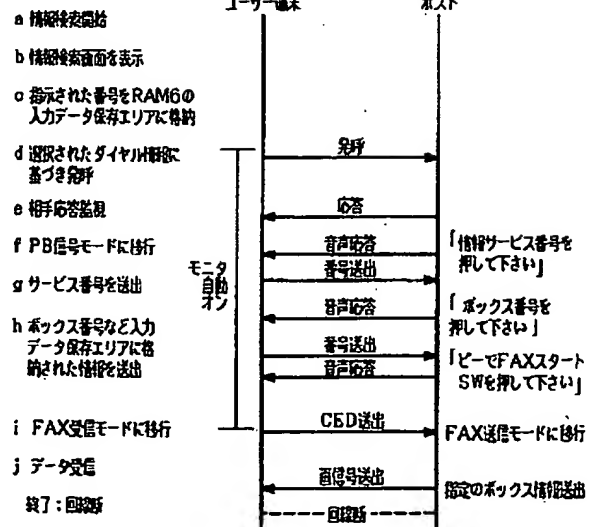 ユーザー端末
ホスト
a 情報検索開始
b 情報検索画面を表示
c 指示された番号をRAM6の
入力データ保存エリアに格納
d 選択されたダイヤル情報に
基づき発呼
発呼
e 相手応答監視
応答
f PB信号モードに移行
音声応答
「情報サービス番号を
押して下さい」
モニタ
自動
オン
g サービス番号を送出
番号送出
音声応答
「ボックス番号を
押して下さい」
h ボックス番号など入力
データ保存エリアに格
納された情報を送出
番号送出
音声応答
「ピーでFAXスタート
SWを押して下さい」
i FAX受信モードに移行
CED送出
FAX送信モードに移行
j データ受信
画信号送出
指定のボックス情報送出
終了:回線断
回線断